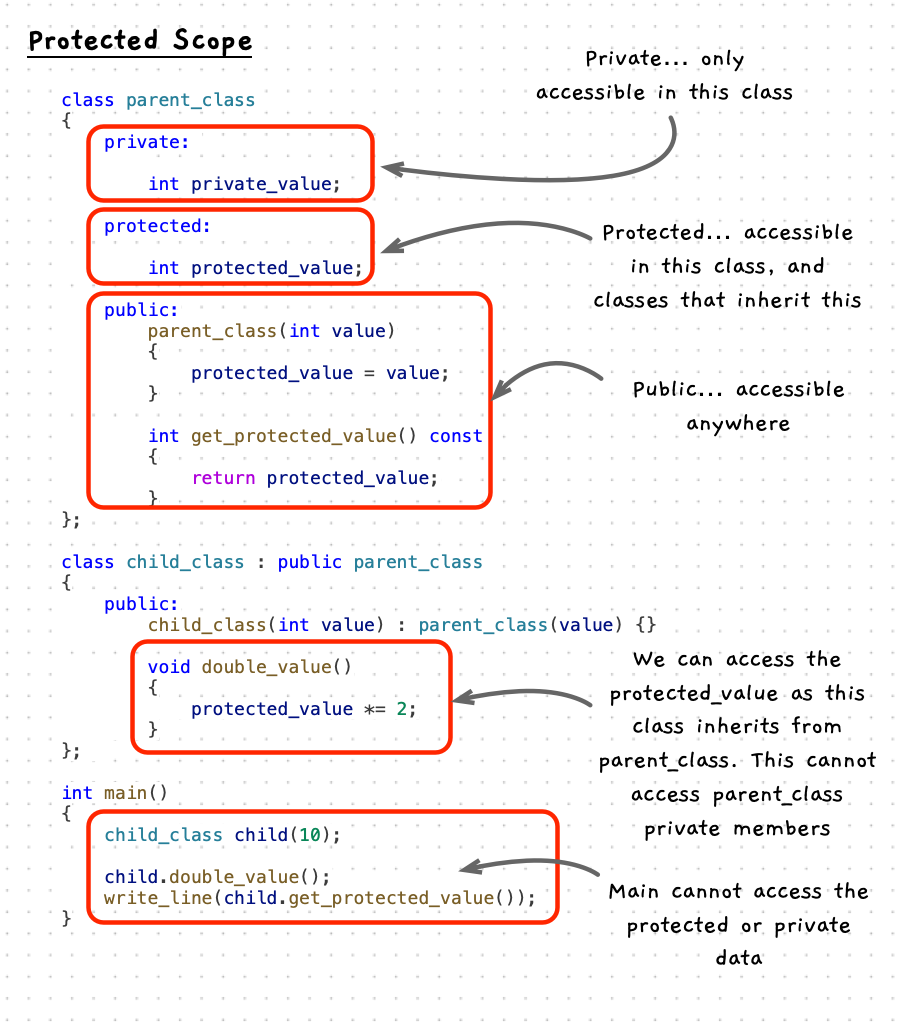 Protected Scope
Private... only
accessible in this class
class parent_class
{
private:
int private_value;
protected:
int protected_value;
Protected... accessible
in this class, and
classes that inherit this
public:
parent_class(int value)
{
protected_value = value;
}
int get_protected_value() const
{
return protected_value;
}
};
Public... accessible
anywhere
class child_class : public parent_class
{
public:
child_class(int value) : parent_class(value) {}
void double_value()
{
protected_value *= 2;
}
};
We can access the
protected_value as this
class inherits from
parent_class. This cannot
access parent_class
private members
int main()
{
child_class child(10);
child.double_value();
write_line(child.get_protected_value());
}
Main cannot access the
protected or private
data